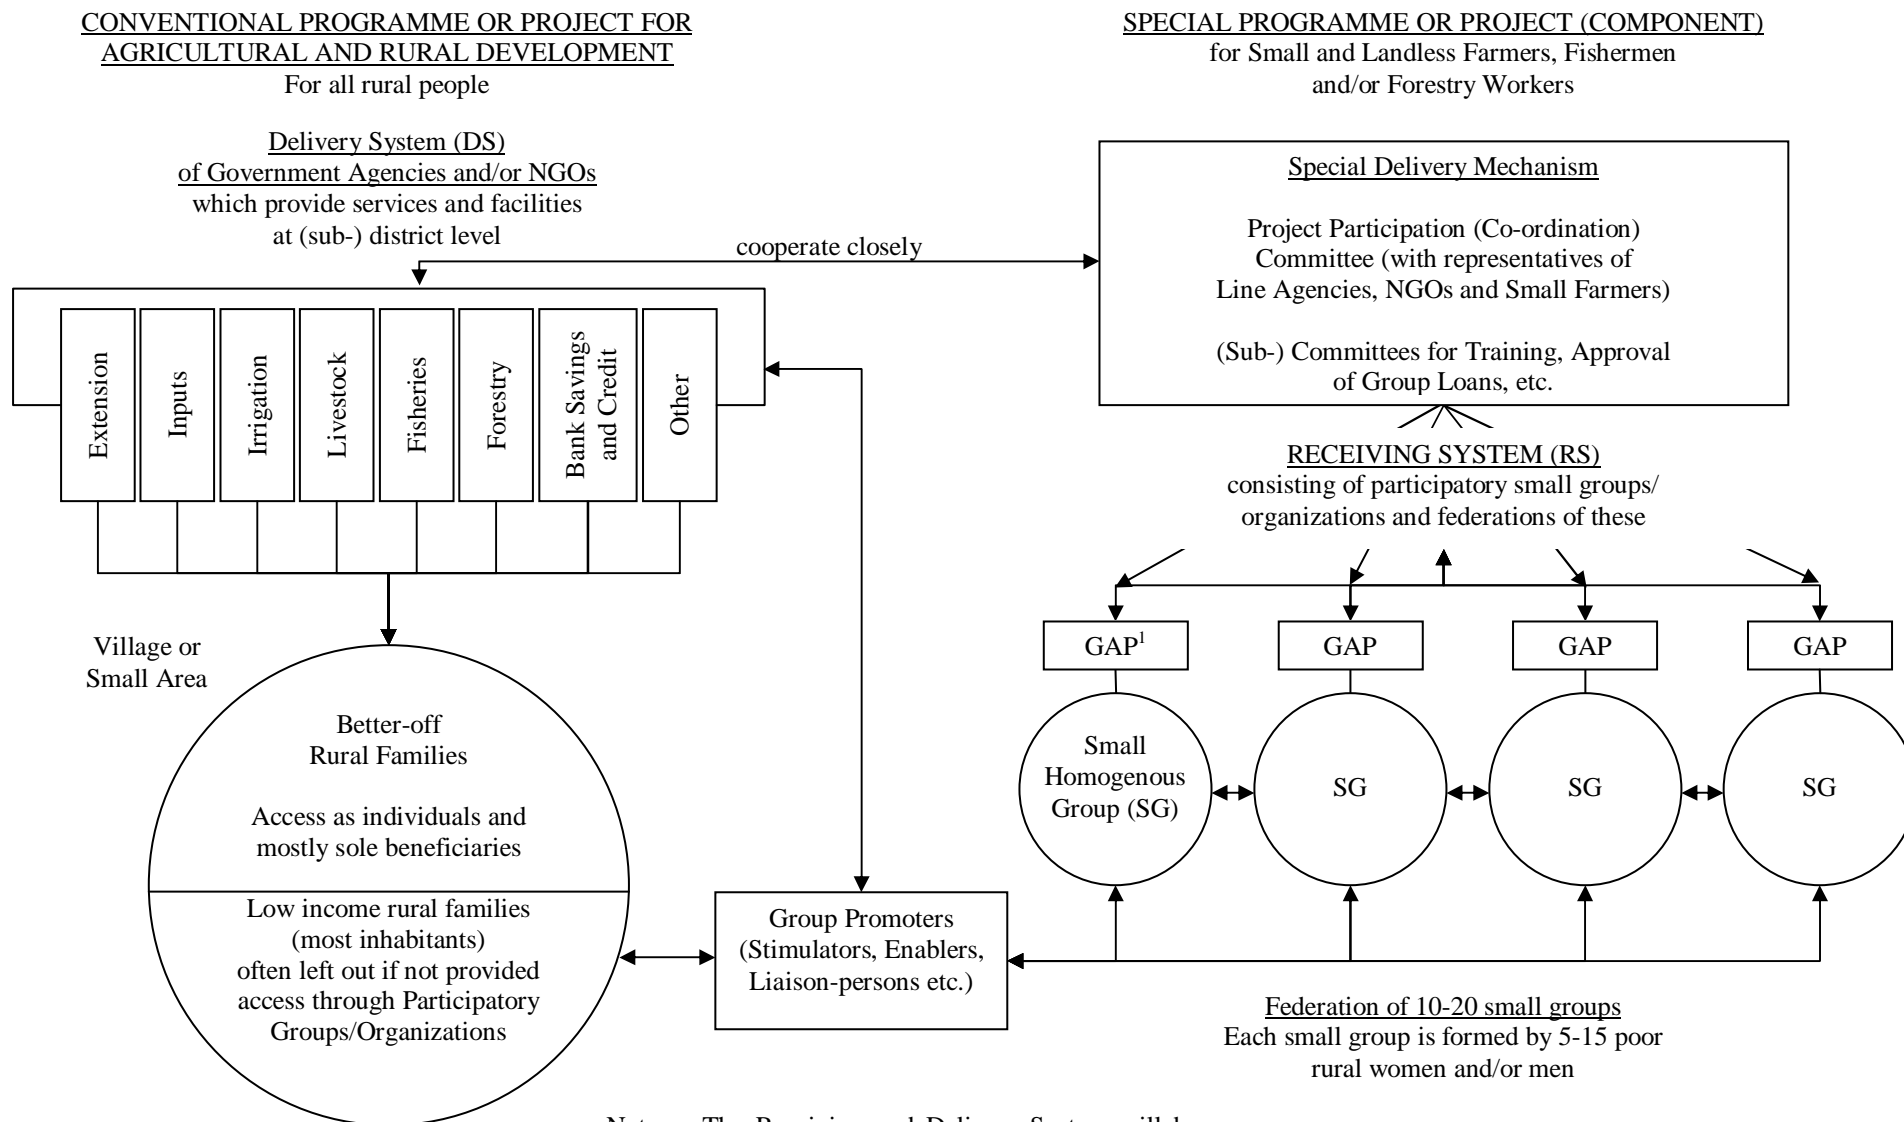 CONVENTIONAL PROGRAMME OR PROJECT FOR
AGRICULTURAL AND RURAL DEVELOPMENT
For all rural people
Delivery System (DS)
of Government Agencies and/or NGOs
which provide services and facilities
at (sub-) district level
SPECIAL PROGRAMME OR PROJECT (COMPONENT)
for Small and Landless Farmers, Fishermen
and/or Forestry Workers
Special Delivery Mechanism
Project Participation (Co-ordination)
Committee (with representatives of
Line Agencies, NGOs and Small Farmers)
(Sub-) Committees for Training, Approval
of Group Loans, etc.
cooperate closely
Extension
Inputs
Irrigation
Livestock
Fisheries
Forestry
Bank Savings
and Credit
Other
RECEIVING SYSTEM (RS)
consisting of participatory small groups/
organizations and federations of these
GAP¹
GAP
GAP
GAP
Village or
Small Area
Better-off
Rural Families
Access as individuals and
mostly sole beneficiaries
Low income rural families
(most inhabitants)
often left out if not provided
access through Participatory
Groups/Organizations
Small
Homogenous
Group (SG)
SG
SG
SG
Group Promoters
(Stimulators, Enablers,
Liaison-persons etc.)
Federation of 10-20 small groups
Each small group is formed by 5-15 poor
rural women and/or men